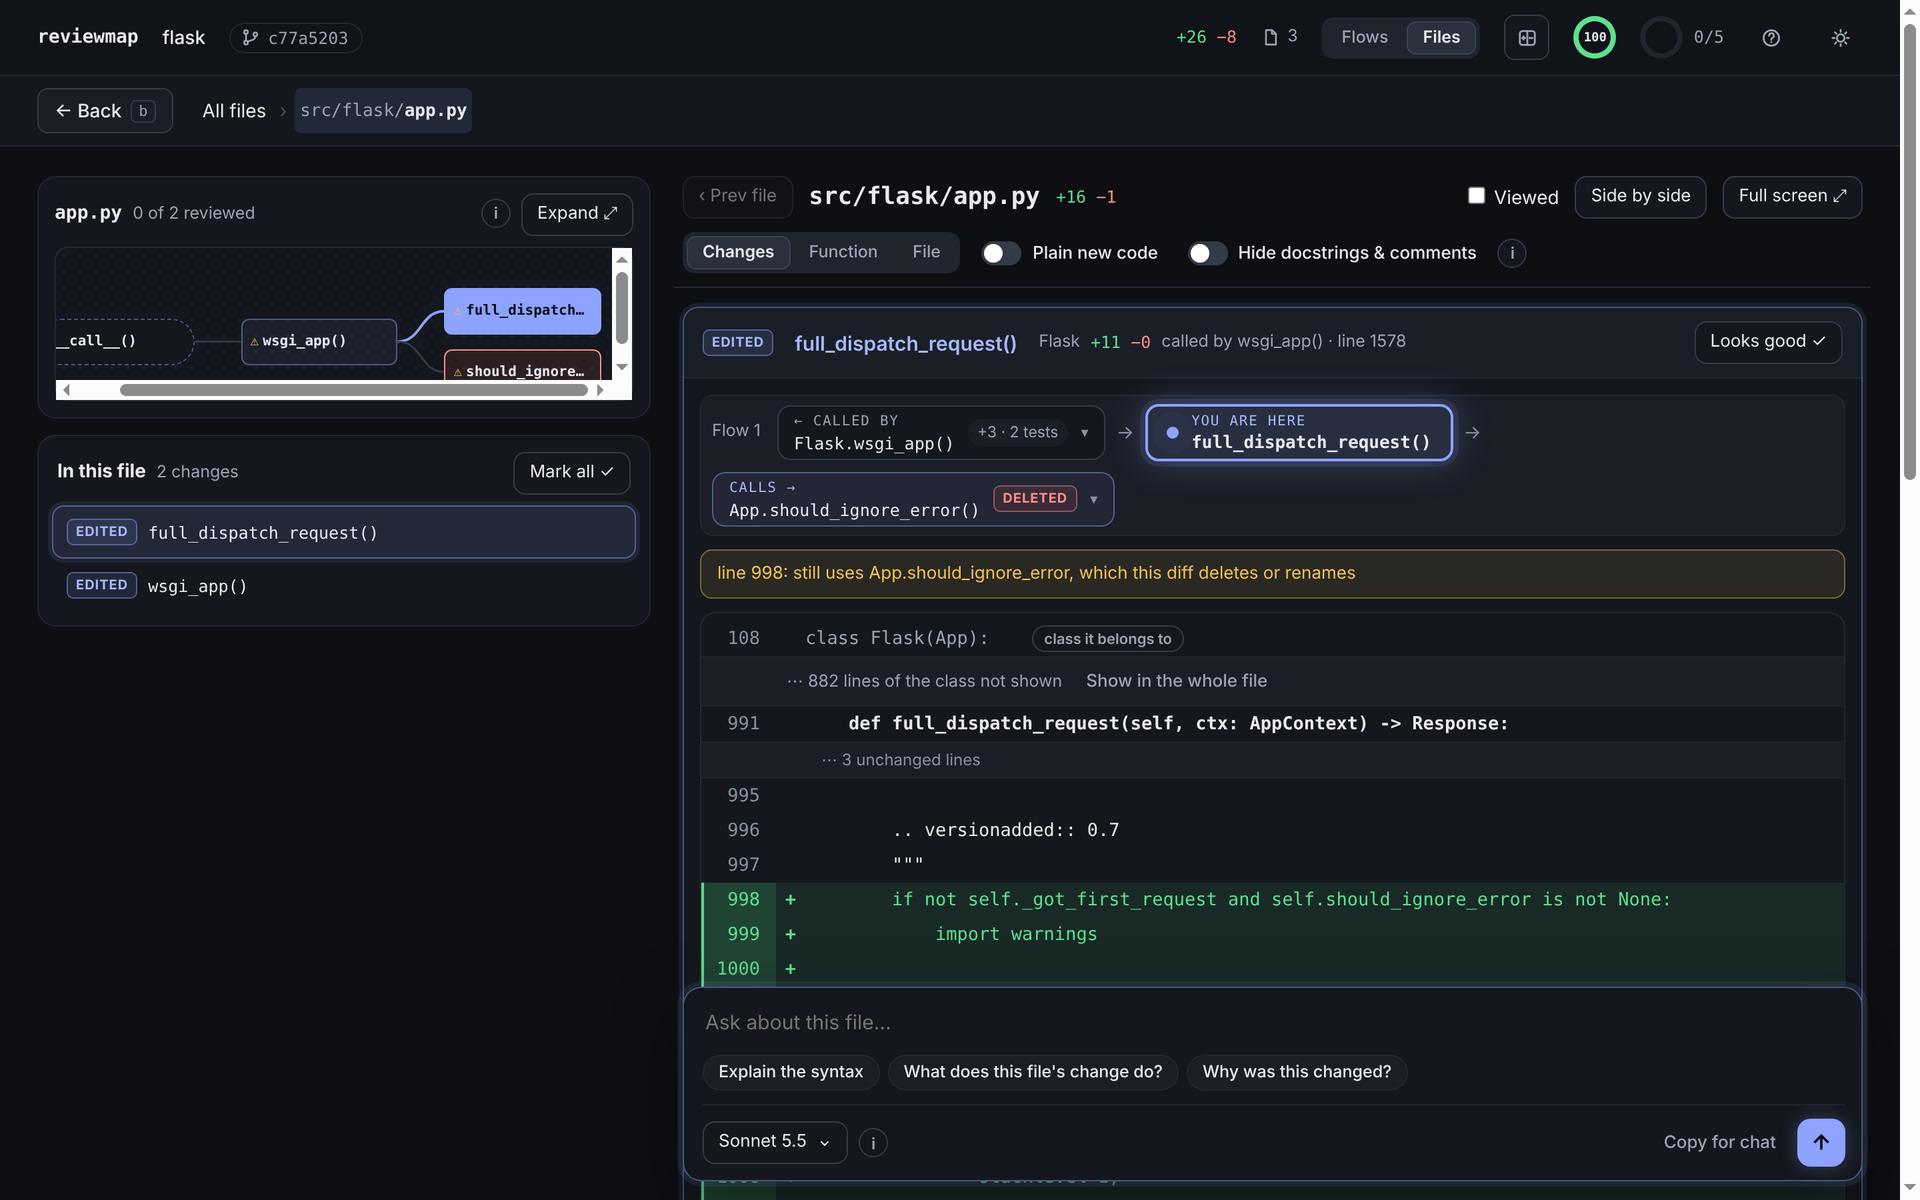 reviewmap flask c77a5203 +26 −8 3 Flows Files 100 0/5
← Back b All files › src/flask/app.py
app.py 0 of 2 reviewed i Expand
__call__() ⚠ wsgi_app() ⚠ full_dispatch…
⚠ should_ignore…
In this file 2 changes Mark all ✓
EDITED full_dispatch_request()
EDITED wsgi_app()
‹ Prev file src/flask/app.py +16 −1 Viewed Side by side Full screen
Changes Function File Plain new code Hide docstrings & comments i
EDITED full_dispatch_request() Flask +11 −0 called by wsgi_app() · line 1578 Looks good ✓
Flow 1 ← CALLED BY
Flask.wsgi_app() +3 · 2 tests ▾ → YOU ARE HERE
full_dispatch_request() →
CALLS →
App.should_ignore_error() DELETED ▾
line 998: still uses App.should_ignore_error, which this diff deletes or renames
108 class Flask(App): class it belongs to
⋯ 882 lines of the class not shown Show in the whole file
991 def full_dispatch_request(self, ctx: AppContext) -> Response:
⋯ 3 unchanged lines
995
996 .. versionadded:: 0.7
997 """
998 + if not self._got_first_request and self.should_ignore_error is not None:
999 + import warnings
1000 +
Ask about this file...
Explain the syntax What does this file's change do? Why was this changed?
Sonnet 5.5 i Copy for chat